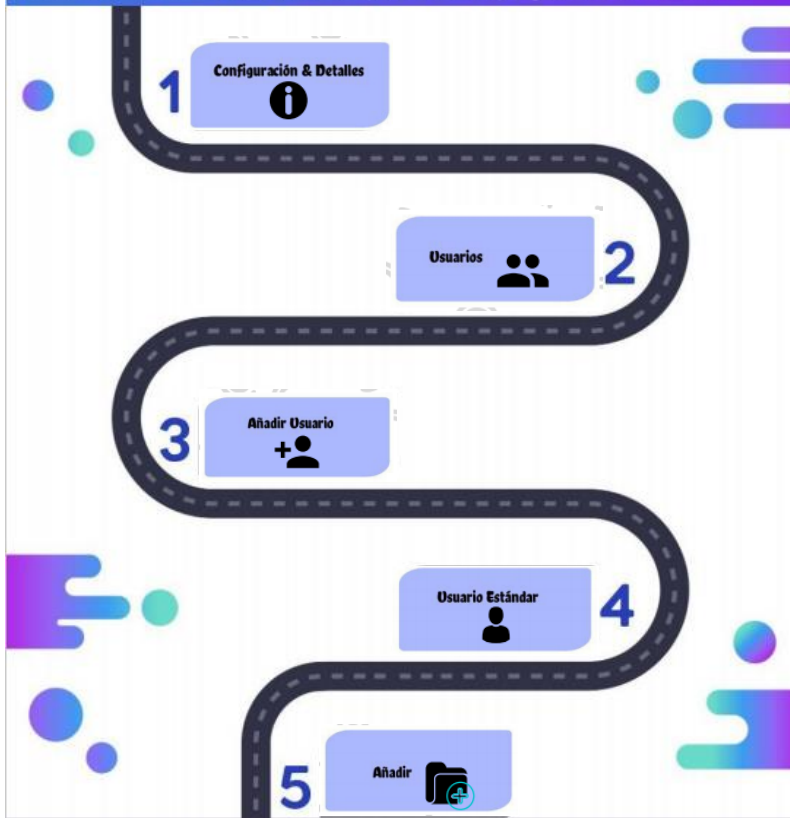 1
Configuración & Detalles
Usuarios
2
3
Añadir Usuario
Usuario Estándar
4
5
Añadir